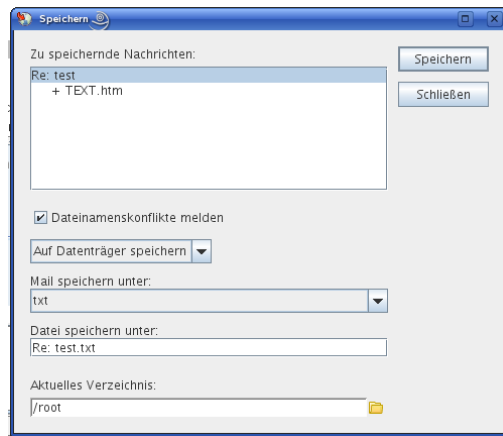 Speichern
Zu speichernde Nachrichten:
Speichern
Re: test
+ TEXT.htm
Schließen
Dateinamenskonflikte melden
Auf Datenträger speichern
Mail speichern unter:
txt
Datei speichern unter:
Re: test.txt
Aktuelles Verzeichnis:
/root